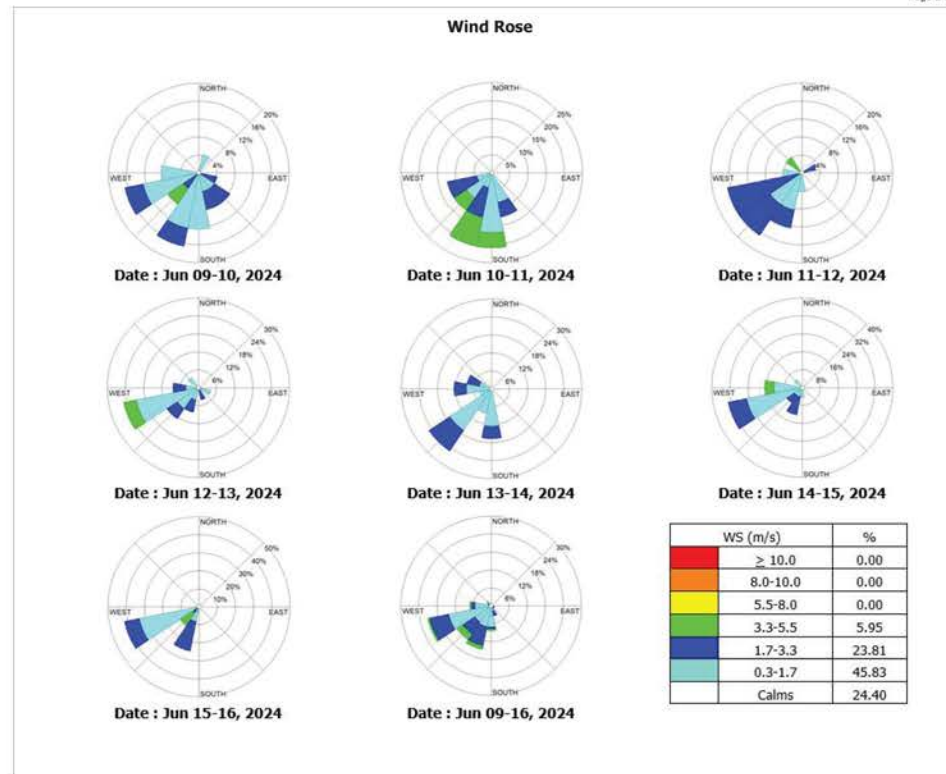 Wind Rose
NORTH
20%
16%
12%
8%
4%
WEST
EAST
SOUTH
Date : Jun 09-10, 2024
NORTH
25%
20%
15%
10%
5%
WEST
EAST
SOUTH
Date : Jun 10-11, 2024
NORTH
20%
16%
12%
8%
4%
WEST
EAST
SOUTH
Date : Jun 11-12, 2024
NORTH
30%
24%
18%
12%
6%
WEST
EAST
SOUTH
Date : Jun 12-13, 2024
NORTH
30%
24%
18%
12%
6%
WEST
EAST
SOUTH
Date : Jun 13-14, 2024
NORTH
40%
32%
24%
16%
8%
WEST
EAST
SOUTH
Date : Jun 14-15, 2024
NORTH
50%
40%
30%
20%
10%
WEST
EAST
SOUTH
Date : Jun 15-16, 2024
NORTH
30%
24%
18%
12%
6%
WEST
EAST
SOUTH
Date : Jun 09-16, 2024
WS (m/s) %
≥ 10.0 0.00
8.0-10.0 0.00
5.5-8.0 0.00
3.3-5.5 5.95
1.7-3.3 23.81
0.3-1.7 45.83
Calms 24.40